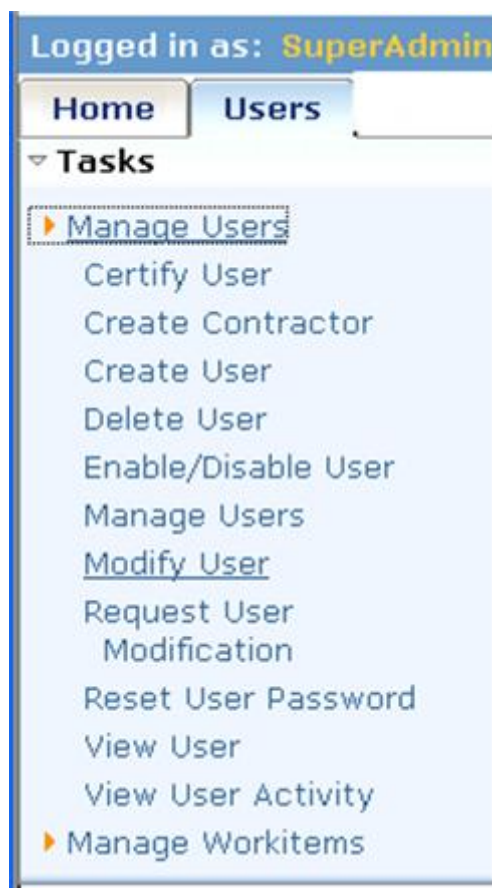 Logged in as: SuperAdmin
Home Users
Tasks
Manage Users
Certify User
Create Contractor
Create User
Delete User
Enable/Disable User
Manage Users
Modify User
Request User
Modification
Reset User Password
View User
View User Activity
Manage Workitems